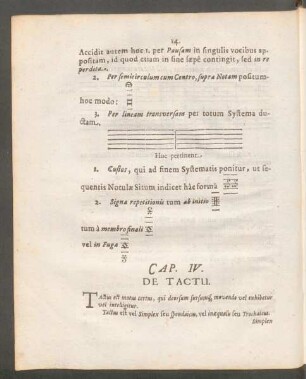 14.
Accidit autem hoc 1. per Pausam in singulis vocibus ap-
positam, id quod etiam in fine sæpè contingit, sed in re
perdita.
2. Per semicirculum cum Centro, supra Notam positum
hoc modo:
3. Per lineam transversam per totum Systema du-
ctam.
Huc pertinent.
1. Custos, qui ad finem Systematis ponitur, ut se-
quentis Notulæ Situm indicet hâc formâ
2. Signa repetitionis tum ab initio
tum à membro finali
vel in Fuga
CAP. IV.
DE TACTU.
Tactus est motus certus, qui deorsum sursumq, movendo vel exhibetur
vel intelligitur.
Tactus est vel Simplex seu Spondaicus, vel inæqualis seu Trochaicus.
Simplex